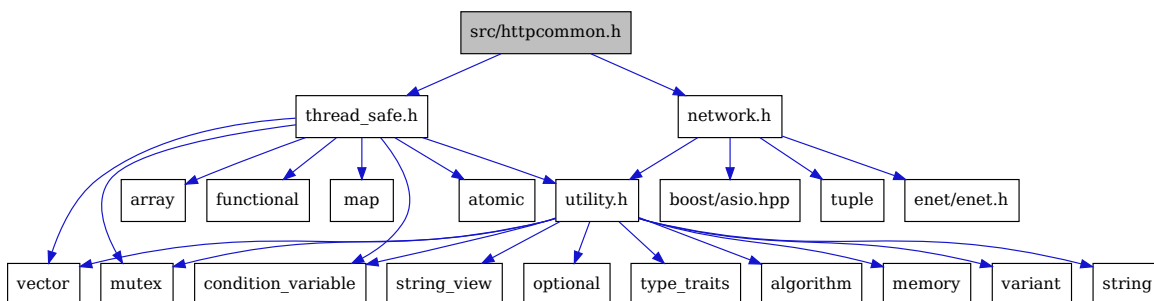 src/httpcommon.h
thread_safe.h
network.h
array
functional
map
atomic
utility.h
boost/asio.hpp
tuple
enet/enet.h
vector
mutex
condition_variable
string_view
optional
type_traits
algorithm
memory
variant
string